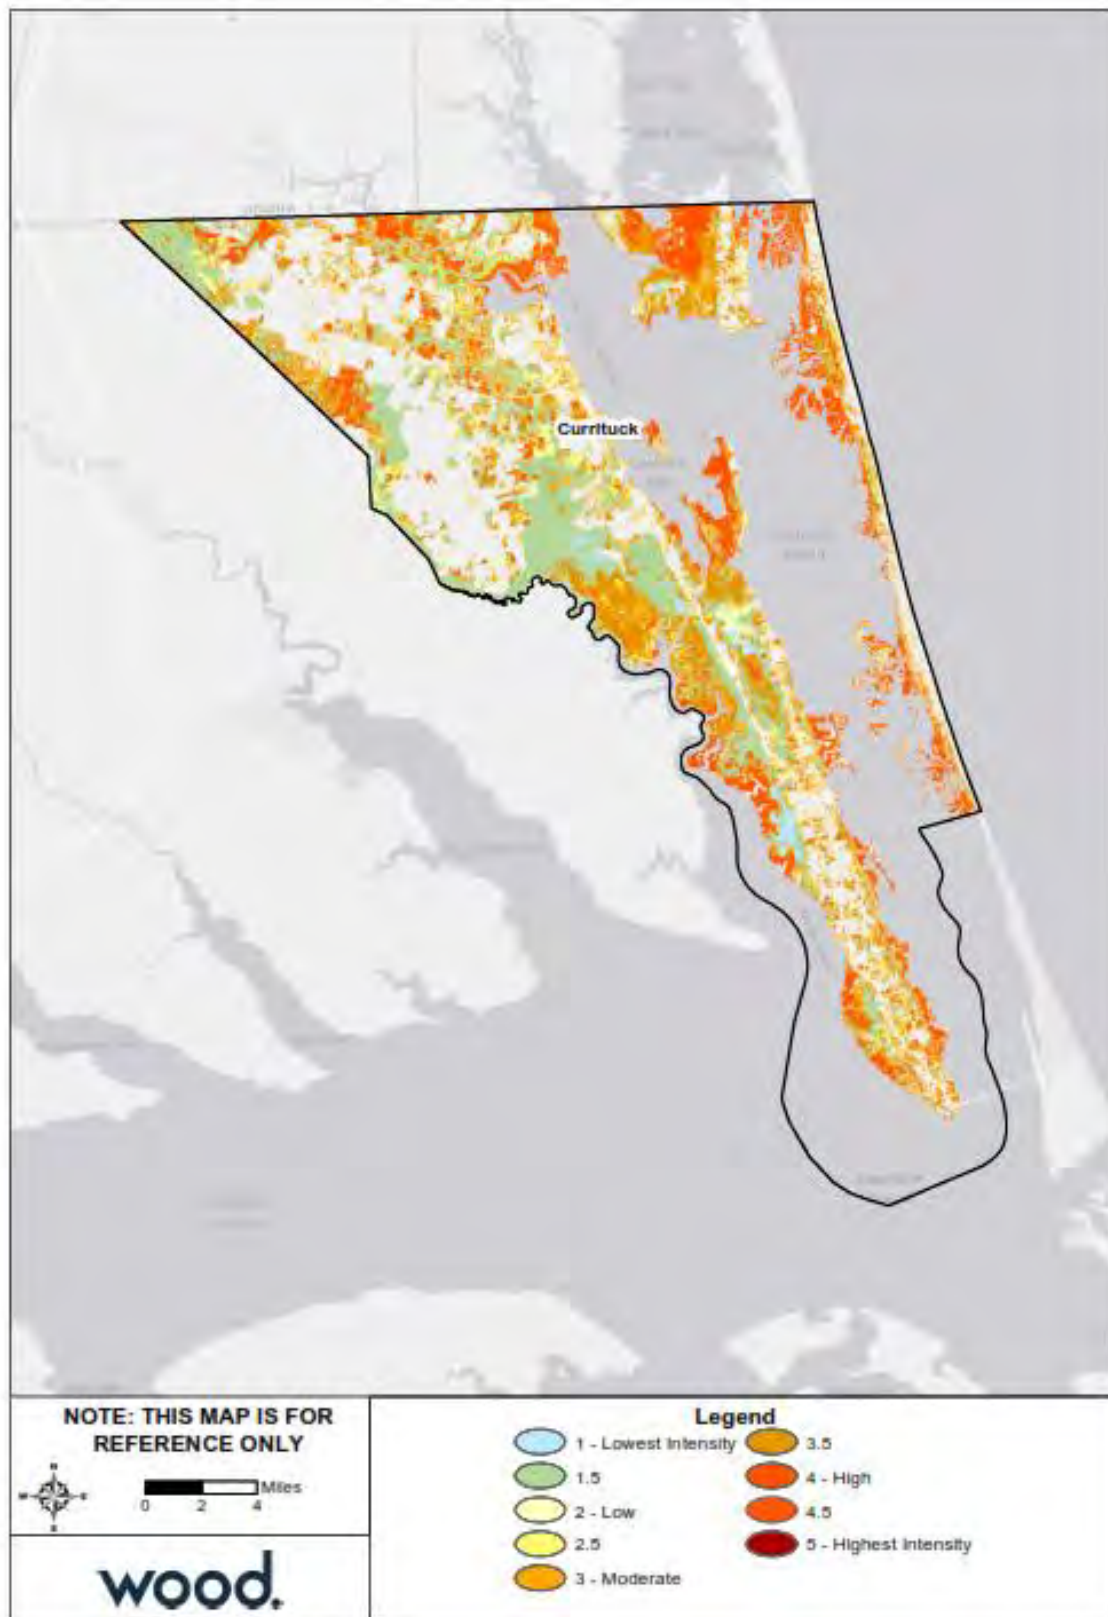 Currituck
NOTE: THIS MAP IS FOR
REFERENCE ONLY
N
W
E
S
Miles
0 2 4
wood.
Legend
1 - Lowest Intensity
1.5
2 - Low
2.5
3 - Moderate
3.5
4 - High
4.5
5 - Highest Intensity